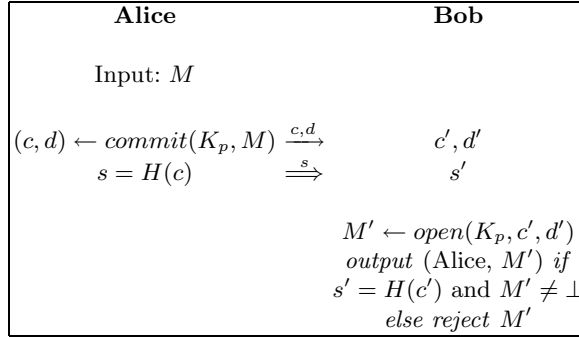 Alice Bob
Input: M
(c, d) ← commit(K_p, M) c,d → c′, d′
s = H(c) s ⟹ s′
M′ ← open(K_p, c′, d′)
output (Alice, M′) if
s′ = H(c′) and M′ ≠ ⊥
else reject M′